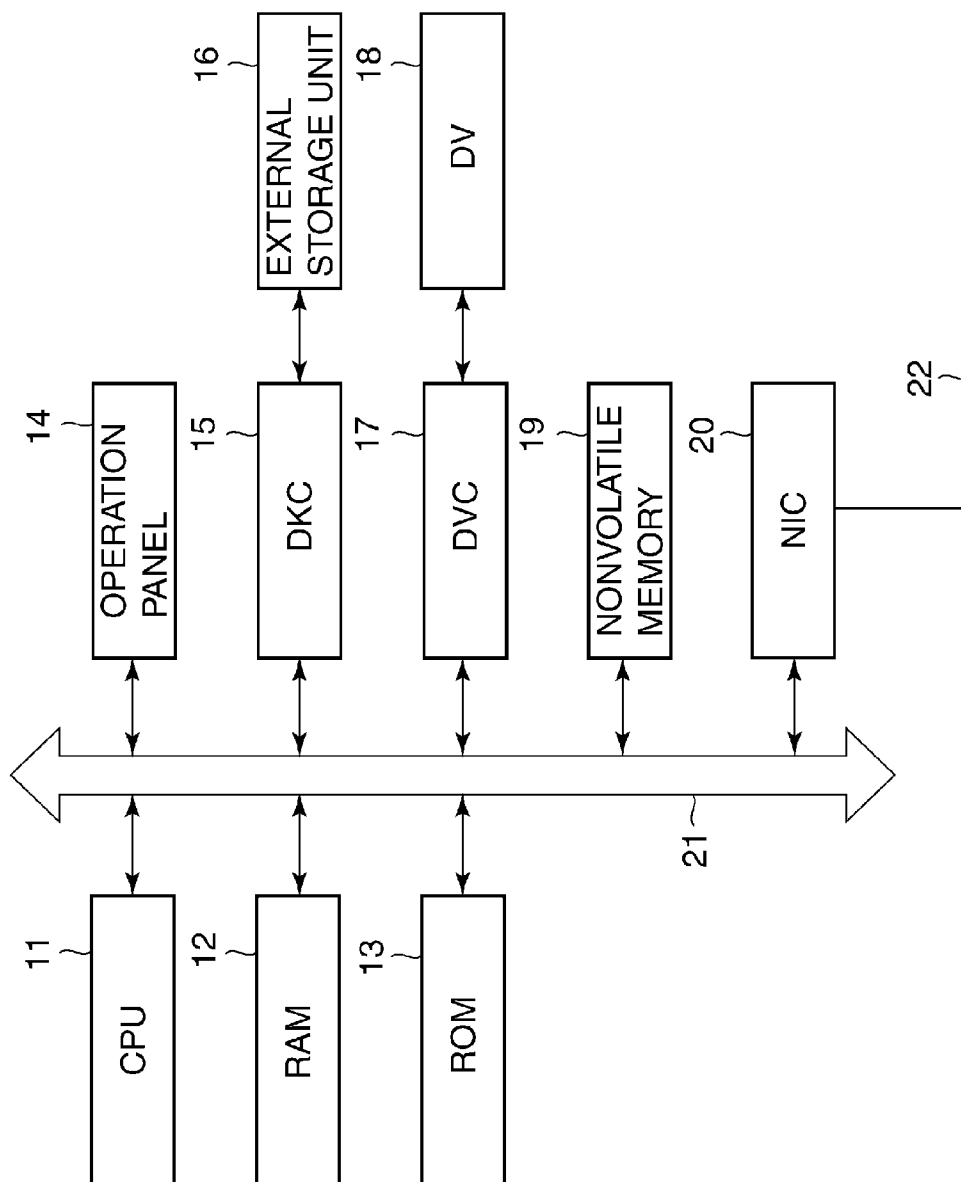 11
CPU
12
RAM
13
ROM
21
14
OPERATION
PANEL
15
DKC
16
EXTERNAL
STORAGE UNIT
17
DVC
18
DV
19
NONVOLATILE
MEMORY
20
NIC
22